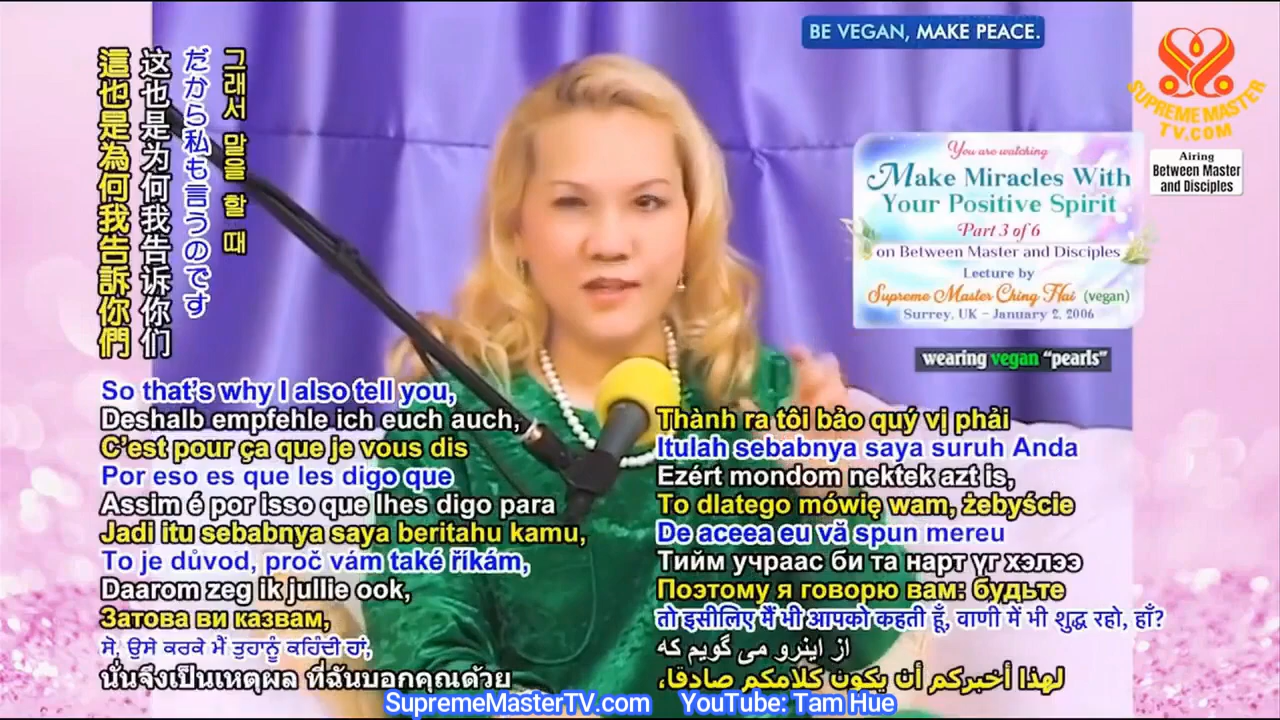 BE VEGAN, MAKE PEACE.
SUPREME MASTER
TV.COM
Airing
Between Master
and Disciples
You are watching
Make Miracles With
Your Positive Spirit
Part 3 of 6
on Between Master and Disciples
Lecture by
Supreme Master Ching Hai (vegan)
Surrey, UK – January 2, 2006
wearing vegan “pearls”
그래서 말을 할 때
だから私も言うのです
这也是为何我告诉你们
這也是為何我告訴你們
So that’s why I also tell you,
Deshalb empfehle ich euch auch,
C’est pour ça que je vous dis
Por eso es que les digo que
Assim é por isso que lhes digo para
Jadi itu sebabnya saya beritahu kamu,
To je důvod, proč vám také říkám,
Daarom zeg ik jullie ook,
Затова ви казвам,
ਸੋ, ਉਸੇ ਕਰਕੇ ਮੈਂ ਤੁਹਾਨੂੰ ਕਹਿੰਦੀ ਹਾਂ,
นั่นจึงเป็นเหตุผล ที่ฉันบอกคุณด้วย
Thành ra tôi bảo quý vị phải
Itulah sebabnya saya suruh Anda
Ezért mondom nektek azt is,
To dlatego mówię wam, żebyście
De aceea eu vă spun mereu
Тийм учраас би та нарт үг хэлээ
Поэтому я говорю вам: будьте
तो इसीलिए मैं भी आपको कहती हूँ, वाणी में भी शुद्ध रहो, हाँ?
از اینرو می گویم که
لهذا أخبركم أن يكون كلامكم صادقا،
SupremeMasterTV.com YouTube: Tam Hue